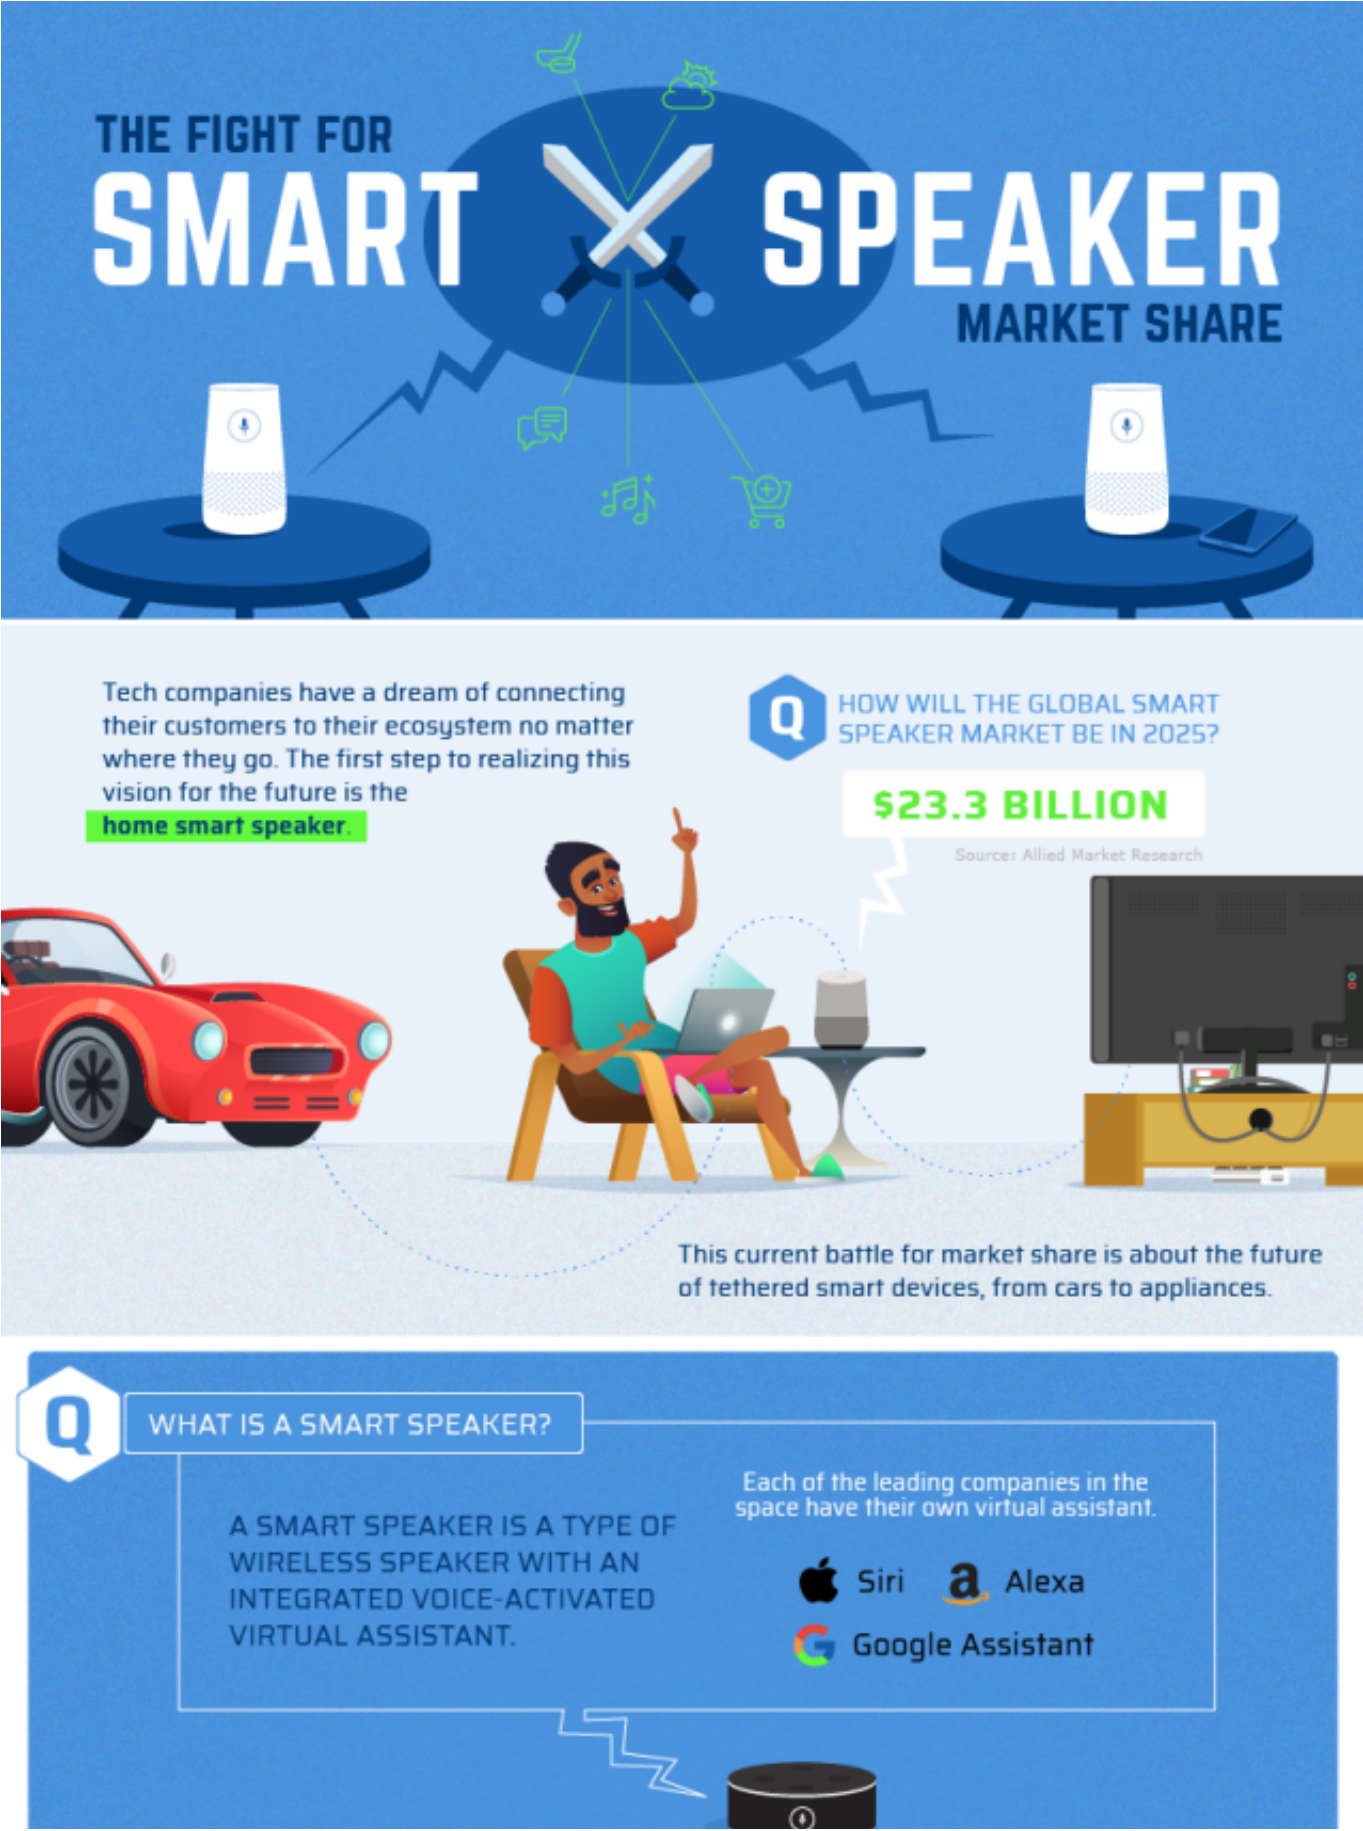 THE FIGHT FOR
SMART SPEAKER
MARKET SHARE
Tech companies have a dream of connecting
their customers to their ecosystem no matter
where they go. The first step to realizing this
vision for the future is the
home smart speaker.
Q
HOW WILL THE GLOBAL SMART
SPEAKER MARKET BE IN 2025?
$23.3 BILLION
Source: Allied Market Research
This current battle for market share is about the future
of tethered smart devices, from cars to appliances.
Q
WHAT IS A SMART SPEAKER?
A SMART SPEAKER IS A TYPE OF
WIRELESS SPEAKER WITH AN
INTEGRATED VOICE-ACTIVATED
VIRTUAL ASSISTANT.
Each of the leading companies in the
space have their own virtual assistant.
Siri
a Alexa
G Google Assistant